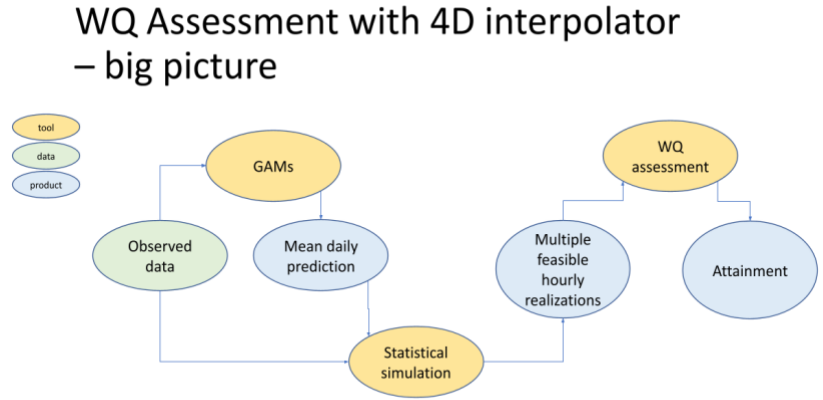 WQ Assessment with 4D interpolator
– big picture
tool
data
product
GAMs
WQ
assessment
Observed
data
Mean daily
prediction
Multiple
feasible
hourly
realizations
Attainment
Statistical
simulation